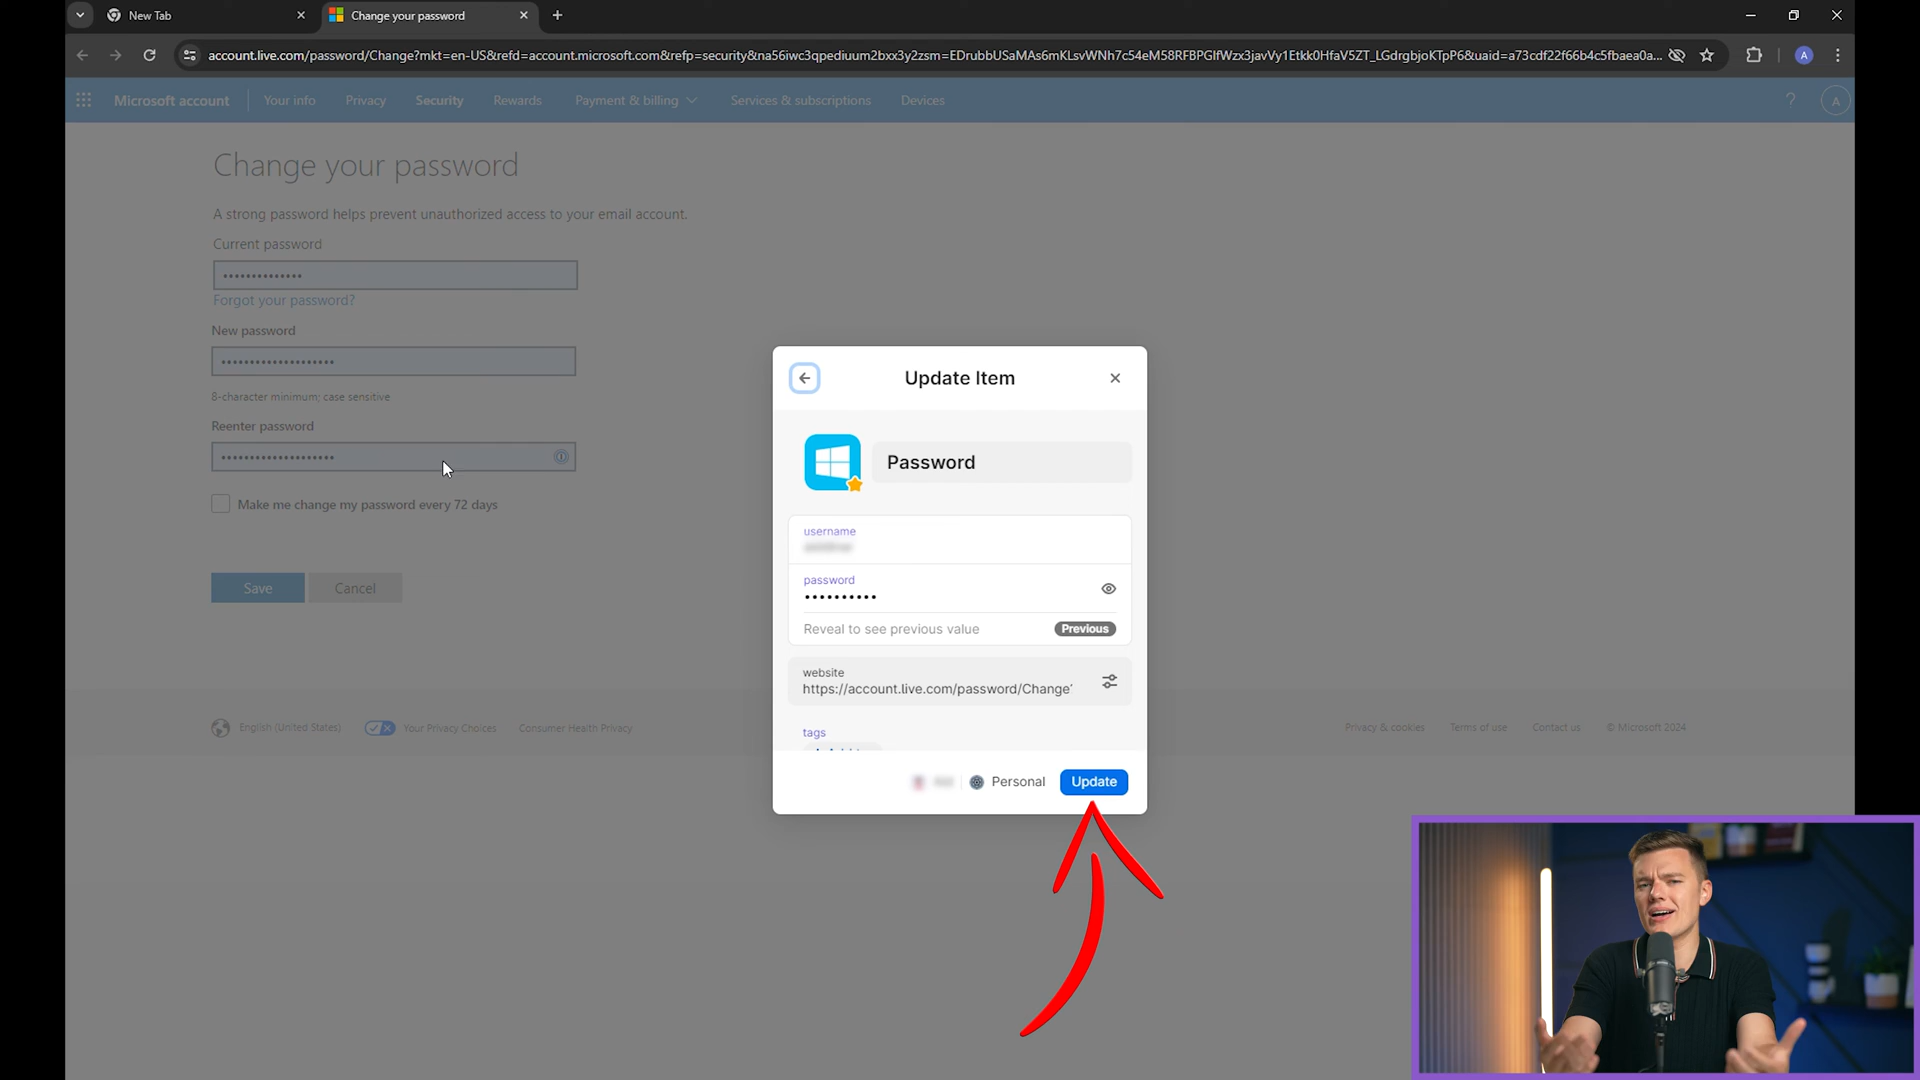 New Tab
Change your password
account.live.com/password/Change?mkt=en-US&refd=account.microsoft.com&refp=security&na56iwc3qpediuum2bxx3y2zsm=EDrubbUSaMAs6mKLsvWNh7c54eM58RFBPGIfWzx3javVy1Etkk0HfaV5ZT_LGdrgbjoKTpP6&uaid=a73cdf22f66b4c5fbaea0a...
A
Microsoft account
Your info
Privacy
Security
Rewards
Payment & billing
Services & subscriptions
Devices
?
A
Change your password
A strong password helps prevent unauthorized access to your email account.
Current password
••••••••••••••
Forgot your password?
New password
••••••••••••••••••••
8-character minimum; case sensitive
Reenter password
••••••••••••••••••••
Make me change my password every 72 days
Save
Cancel
English (United States)
Your Privacy Choices
Consumer Health Privacy
Privacy & cookies
Terms of use
Contact us
© Microsoft 2024
Update Item
Password
username
password
••••••••••
Reveal to see previous value
Previous
website
https://account.live.com/password/Change
tags
Personal
Update